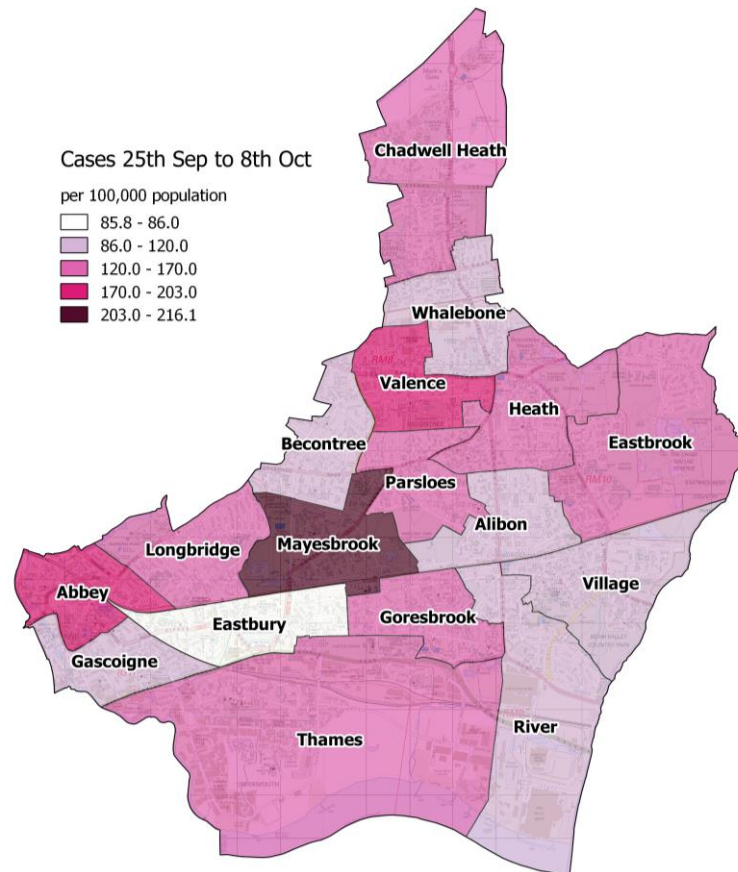 Cases 25th Sep to 8th Oct
per 100,000 population
85.8 - 86.0
86.0 - 120.0
120.0 - 170.0
170.0 - 203.0
203.0 - 216.1
Chadwell Heath
Whalebone
Valence
Heath
Becontree
Eastbrook
Parsloes
Alibon
Longbridge
Mayesbrook
Village
Abbey
Eastbury
Goresbrook
Gascoigne
River
Thames